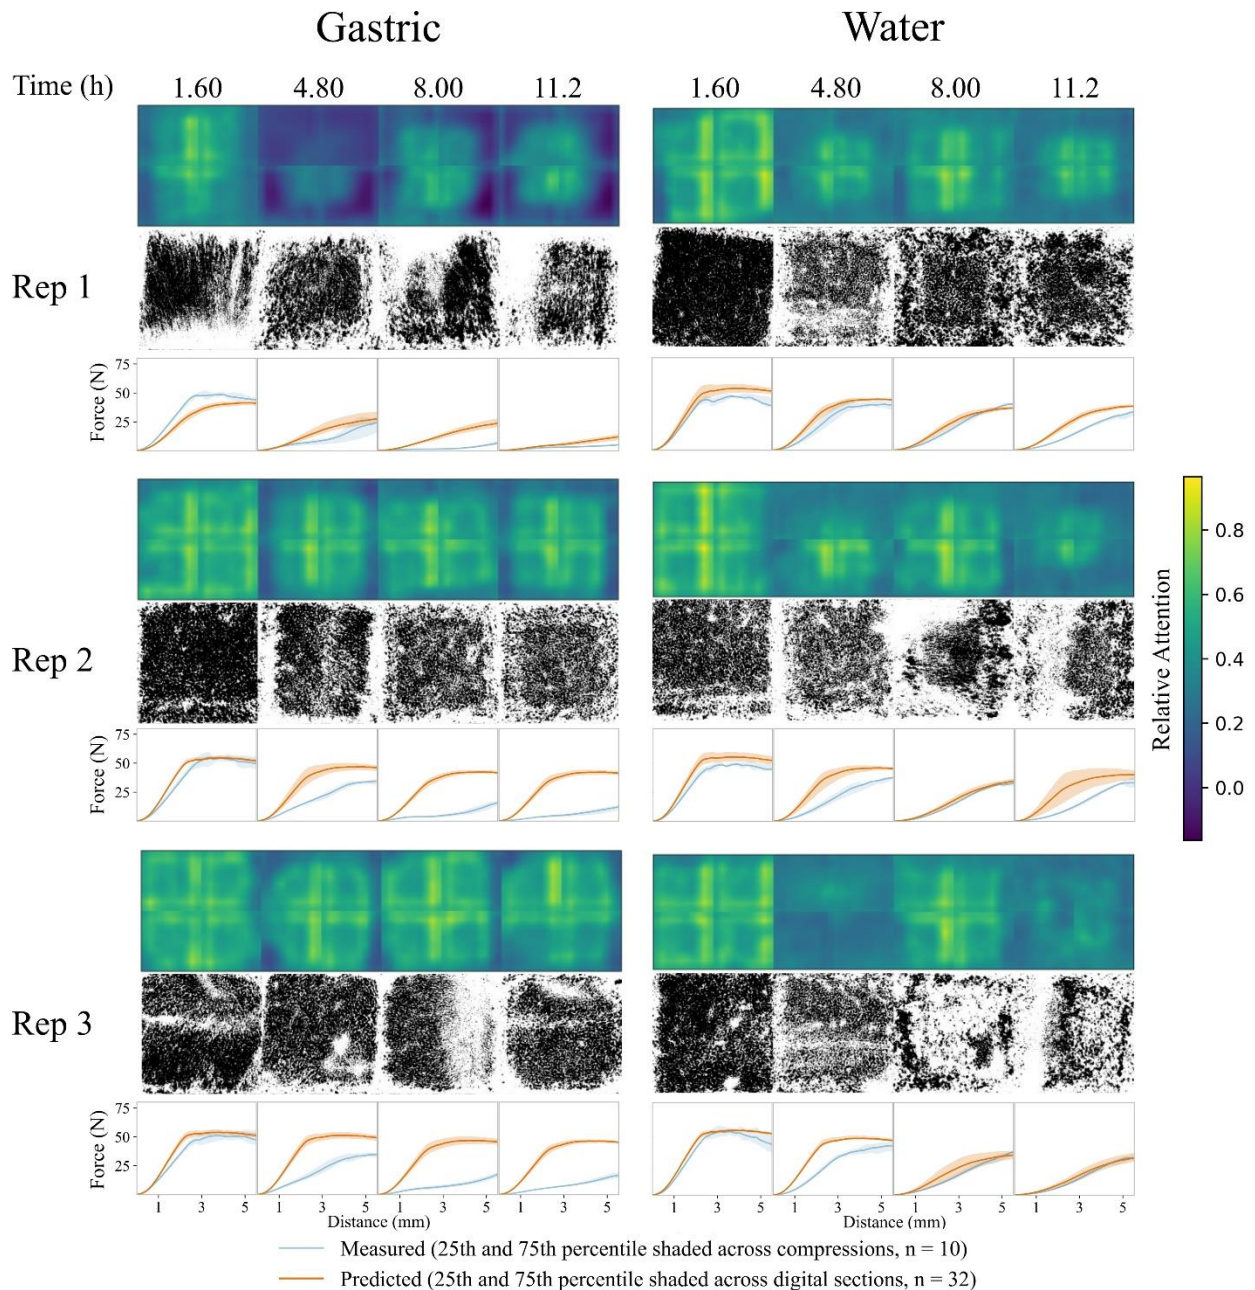 Gastric Water
Time (h) 1.60 4.80 8.00 11.2 1.60 4.80 8.00 11.2
Rep 1
75
50
25
Force (N)
Rep 2
75
50
25
Force (N)
0.8
0.6
0.4
0.2
0.0
Relative Attention
Rep 3
75
50
25
Force (N)
1 3 5 1 3 5 1 3 5 1 3 5 1 3 5 1 3 5 1 3 5 1 3 5
Distance (mm) Distance (mm)
Measured (25th and 75th percentile shaded across compressions, n = 10)
Predicted (25th and 75th percentile shaded across digital sections, n = 32)